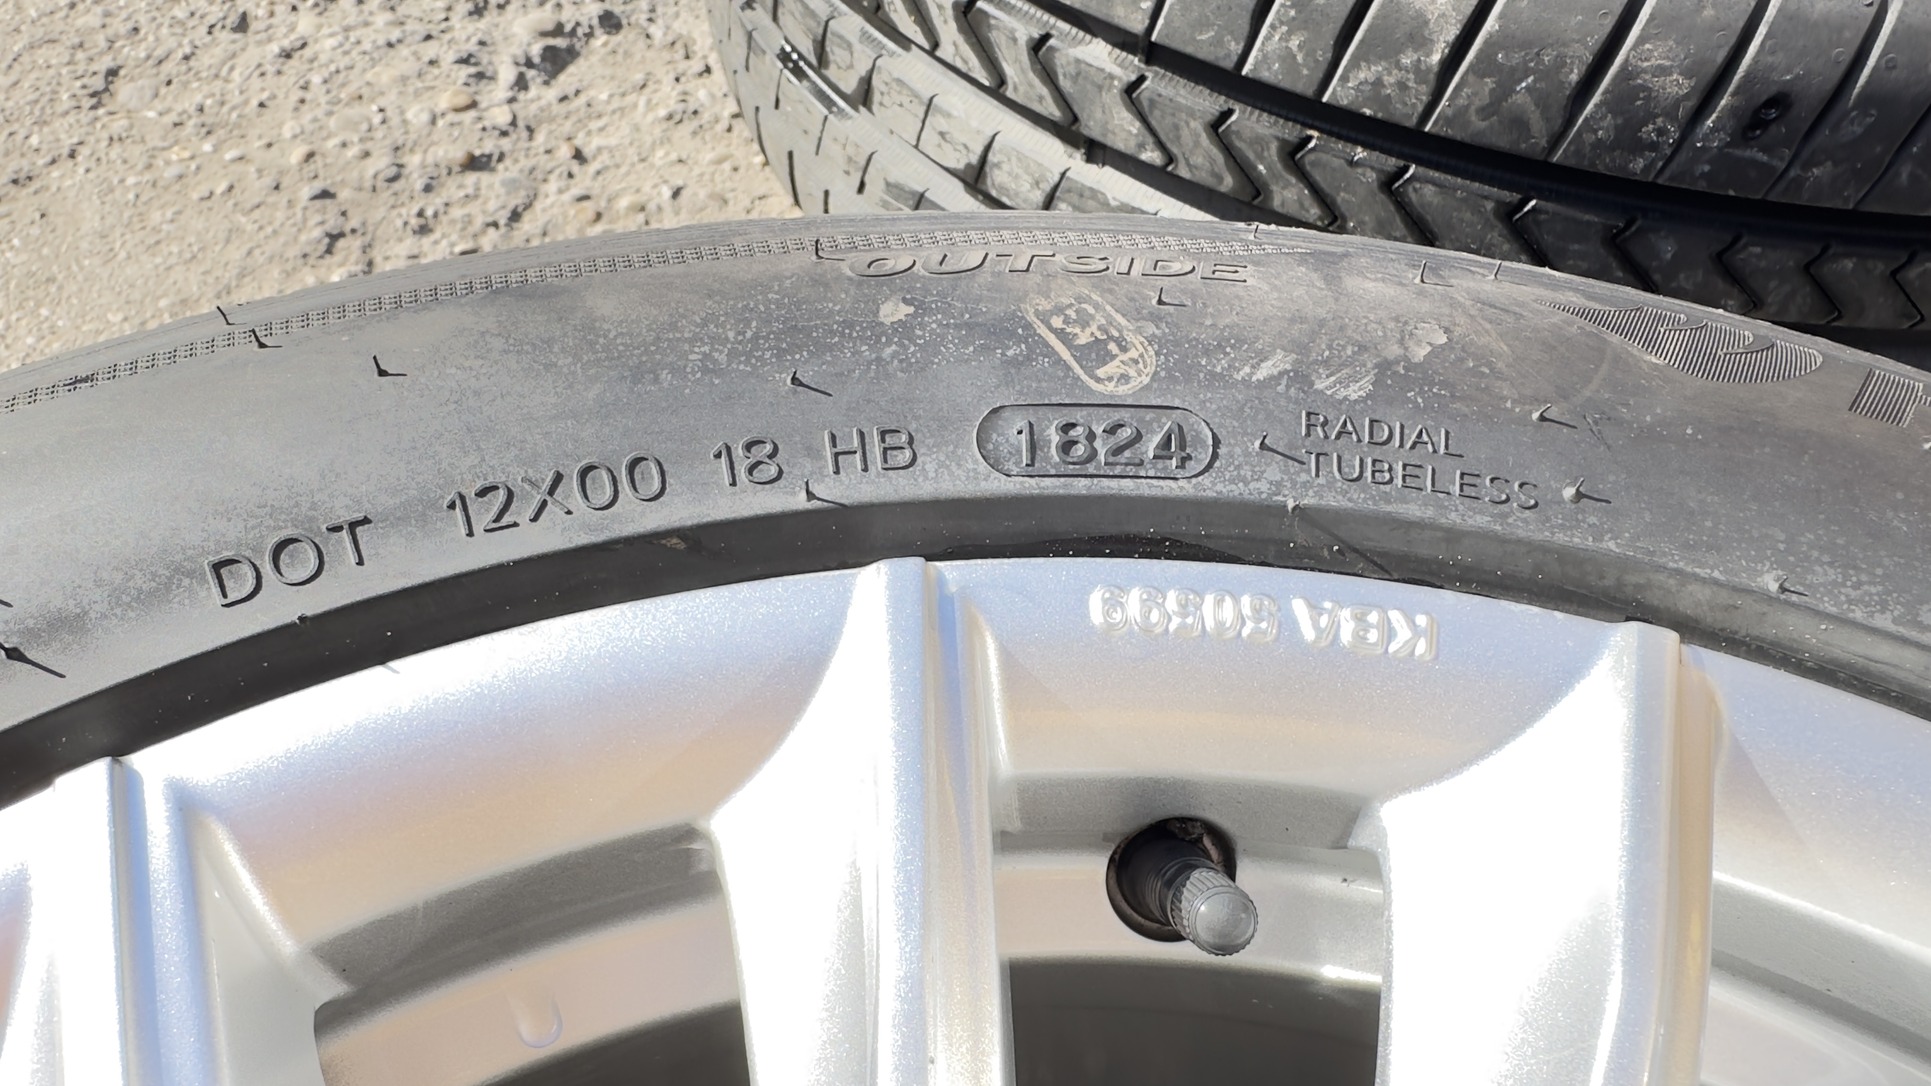 OUTSIDE
DOT 12X00 18 HB 1824
RADIAL
TUBELESS
KBA 50599